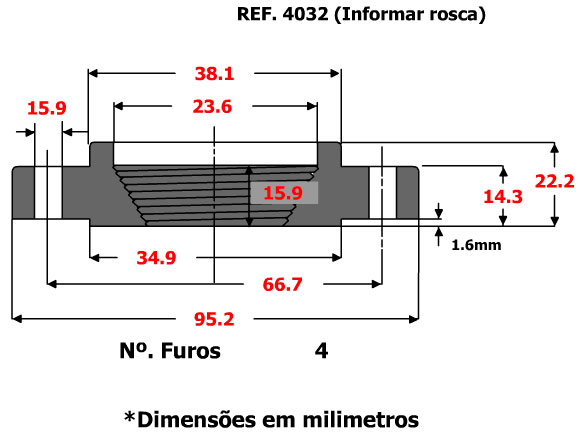 REF. 4032 (Informar rosca)
38.1
15.9
23.6
15.9
14.3
22.2
1.6mm
34.9
66.7
95.2
Nº. Furos 4
*Dimensões em milimetros